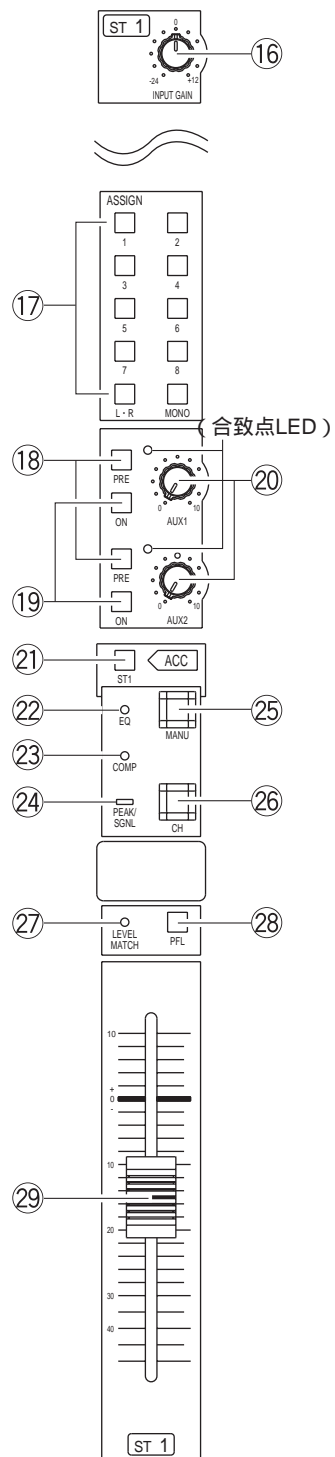 ST 1
0
⑯
-24 +12
INPUT GAIN
ASSIGN
1 2
3 4
⑰
5 6
7 8
L・R MONO
（合致点LED）
⑱
PRE
⑳
ON
0 10
AUX1
PRE
⑲
ON
0 10
AUX2
㉑
ST1
ACC
㉒
EQ
MANU
㉕
㉓
COMP
㉔
PEAK/
SGNL
CH
㉖
㉗
LEVEL
MATCH
PFL
㉘
10
+
0
-
10
㉙
20
30
40
ST 1